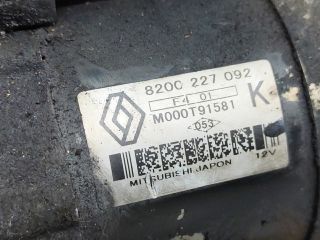 8200 227 092
F4 01
M000T91581 K
053
MITSUBISHI JAPON 12V